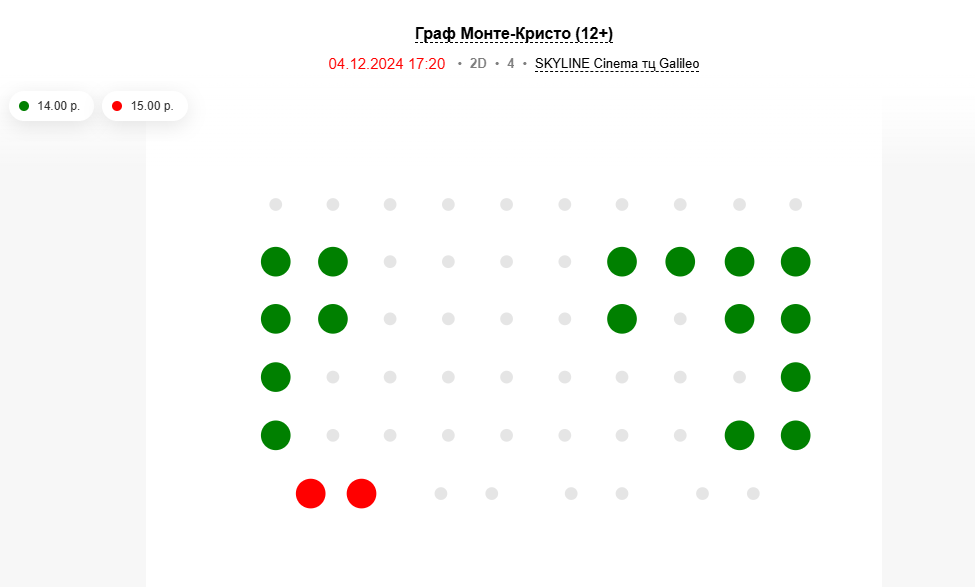 Граф Монте-Кристо (12+)
04.12.2024 17:20 • 2D • 4 • SKYLINE Cinema тц Galileo
14.00 р. 15.00 р.